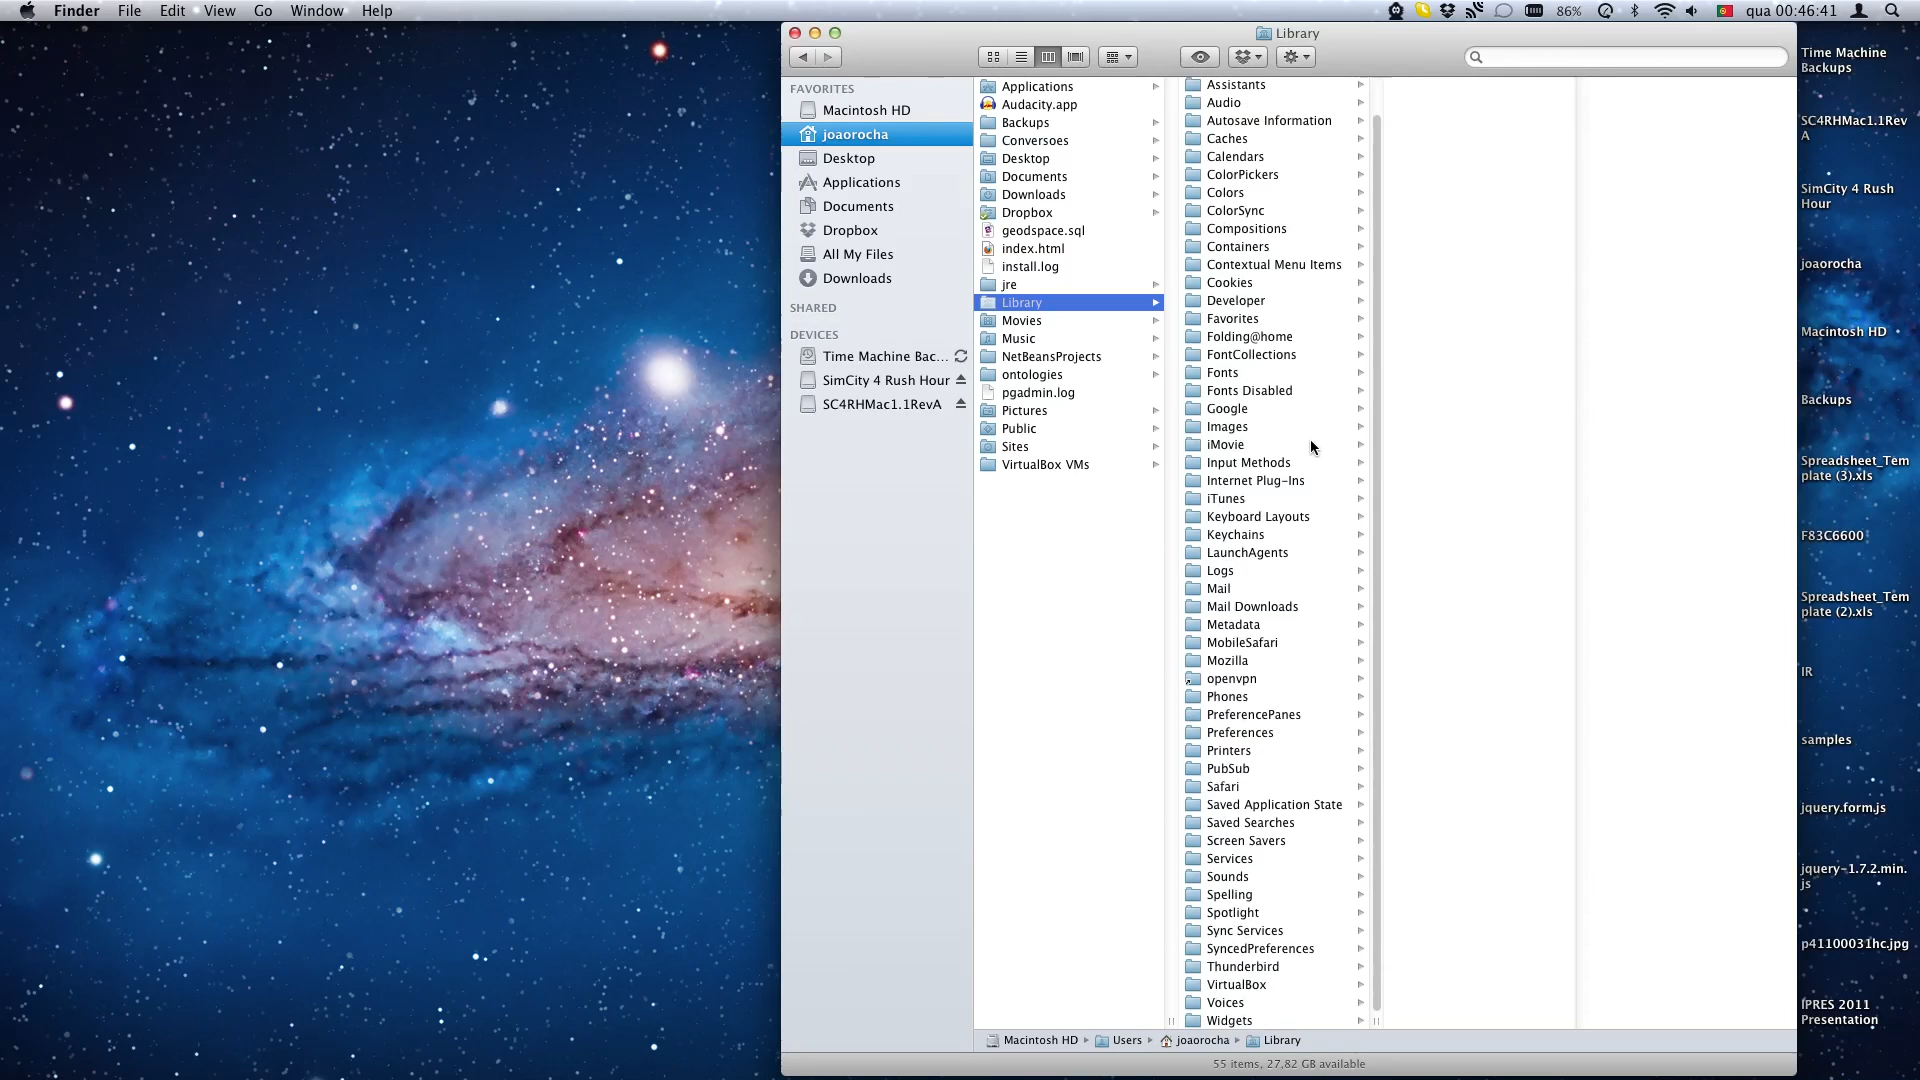 Finder File Edit View Go Window Help
86% qua 00:46:41
Library
FAVORITES
Macintosh HD
joaorocha
Desktop
Applications
Documents
Dropbox
All My Files
Downloads
SHARED
DEVICES
Time Machine Bac...
SimCity 4 Rush Hour
SC4RHMac1.1RevA
Applications
Audacity.app
Backups
Conversoes
Desktop
Documents
Downloads
Dropbox
geodspace.sql
index.html
install.log
jre
Library
Movies
Music
NetBeansProjects
ontologies
pgadmin.log
Pictures
Public
Sites
VirtualBox VMs
Assistants
Audio
Autosave Information
Caches
Calendars
ColorPickers
Colors
ColorSync
Compositions
Containers
Contextual Menu Items
Cookies
Developer
Favorites
Folding@home
FontCollections
Fonts
Fonts Disabled
Google
Images
iMovie
Input Methods
Internet Plug-Ins
iTunes
Keyboard Layouts
Keychains
LaunchAgents
Logs
Mail
Mail Downloads
Metadata
MobileSafari
Mozilla
openvpn
Phones
PreferencePanes
Preferences
Printers
PubSub
Safari
Saved Application State
Saved Searches
Screen Savers
Services
Sounds
Spelling
Spotlight
Sync Services
SyncedPreferences
Thunderbird
VirtualBox
Voices
Widgets
Macintosh HD Users joaorocha Library
55 items, 27,82 GB available
Time Machine
Backups
SC4RHMac1.1Rev
A
SimCity 4 Rush
Hour
joaorocha
Macintosh HD
Backups
Spreadsheet_Tem
plate (3).xls
F83C6600
Spreadsheet_Tem
plate (2).xls
IR
samples
jquery.form.js
jquery-1.7.2.min.
js
p41100031hc.jpg
IPRES 2011
Presentation